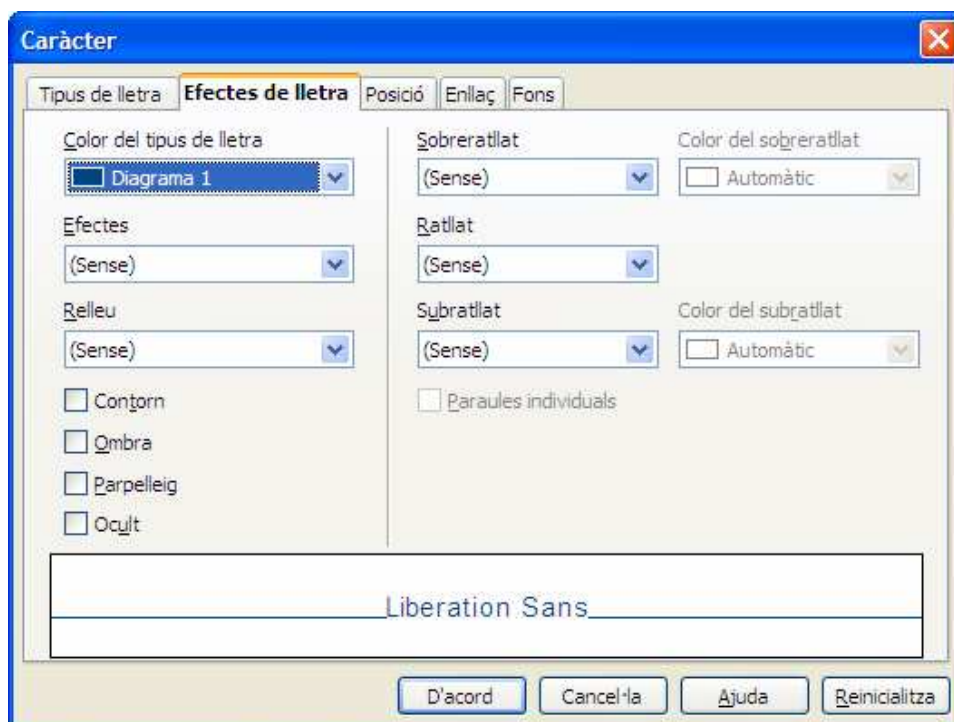 Caràcter
Tipus de lletra Efectes de lletra Posició Enllaç Fons
Color del tipus de lletra Sobreratllat Color del sobreratllat
Diagrama 1 (Sense) Automàtic
Efectes Ratllat
(Sense) (Sense)
Relleu Subratllat Color del subratllat
(Sense) (Sense) Automàtic
Contorn Paraules individuals
Ombra
Parpelleig
Ocult
Liberation Sans
D'acord Cancel·la Ajuda Reinicialitza